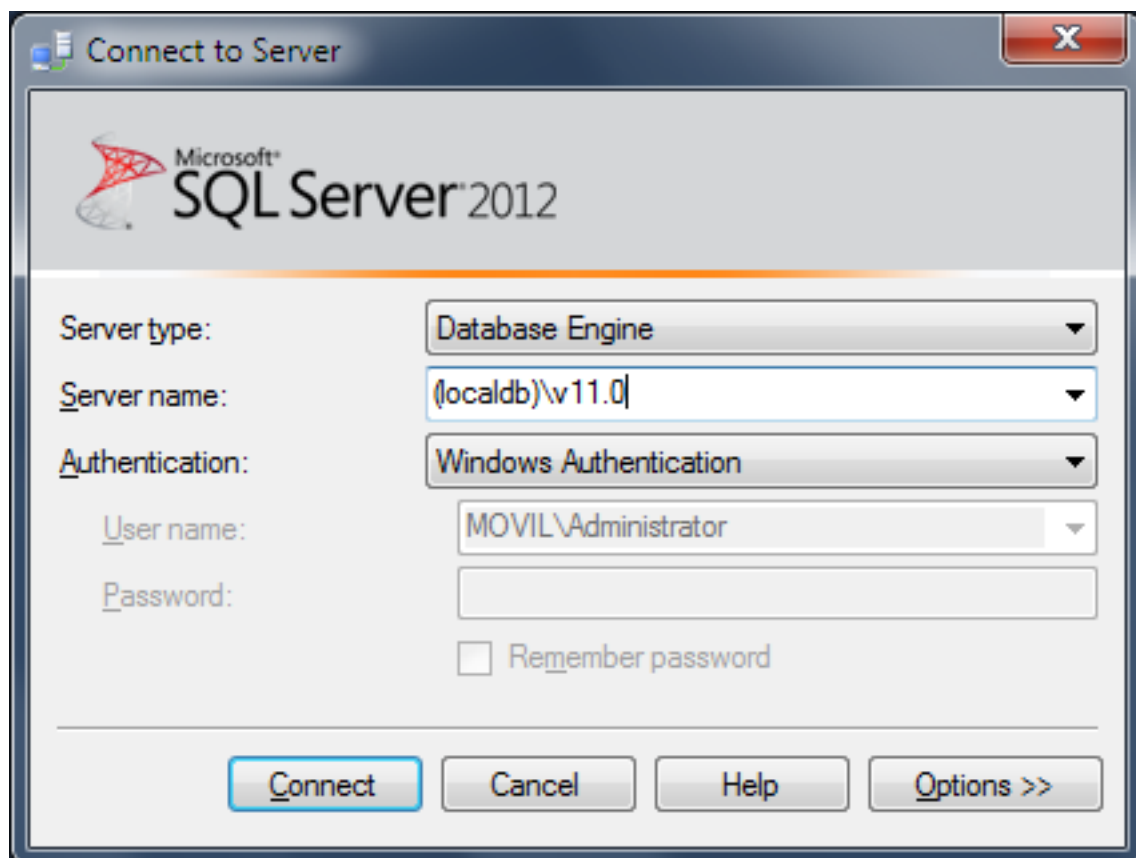 Connect to Server
Microsoft®
SQL Server® 2012
Server type: Database Engine
Server name: (localdb)\v11.0
Authentication: Windows Authentication
User name: MOVIL\Administrator
Password:
Remember password
Connect Cancel Help Options >>